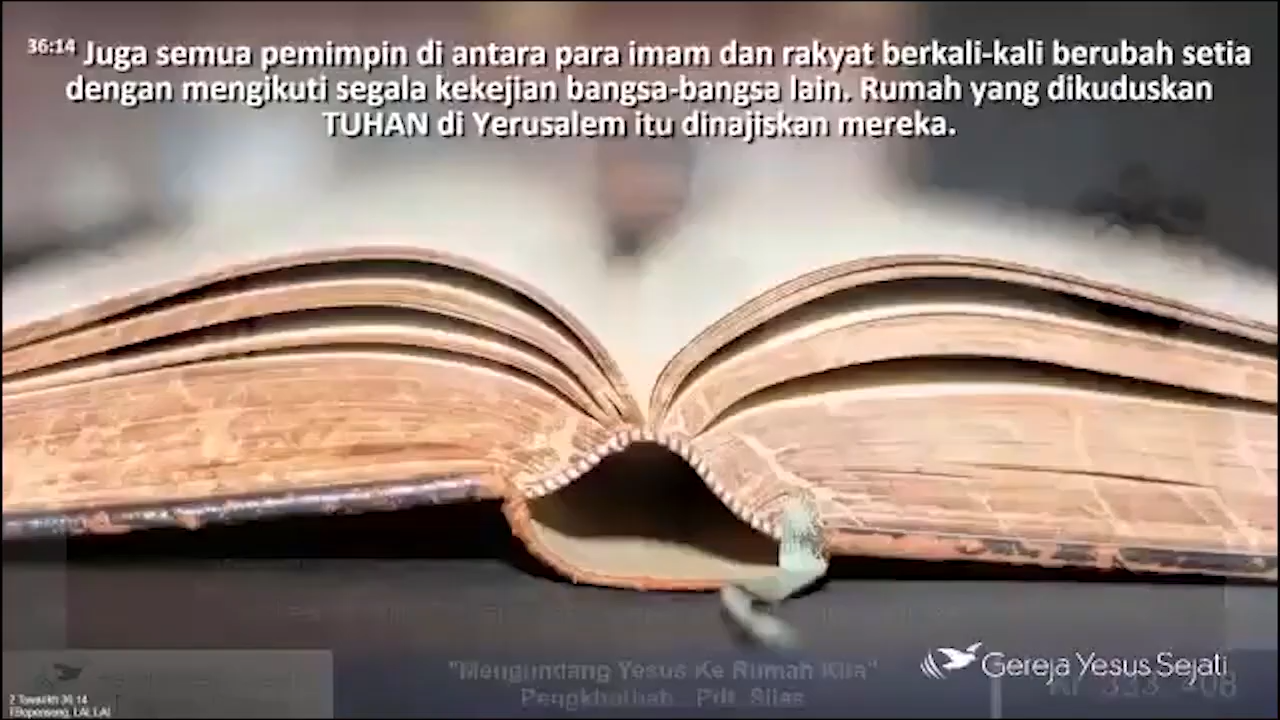 36:14 Juga semua pemimpin di antara para imam dan rakyat berkali-kali berubah setia
dengan mengikuti segala kekejian bangsa-bangsa lain. Rumah yang dikuduskan
TUHAN di Yerusalem itu dinajiskan mereka.
"Mengundang Yesus Ke Rumah Kita"
Pengkhotbah Pdt. Silas
Gereja Yesus Sejati
2 Tawarikh 36:14